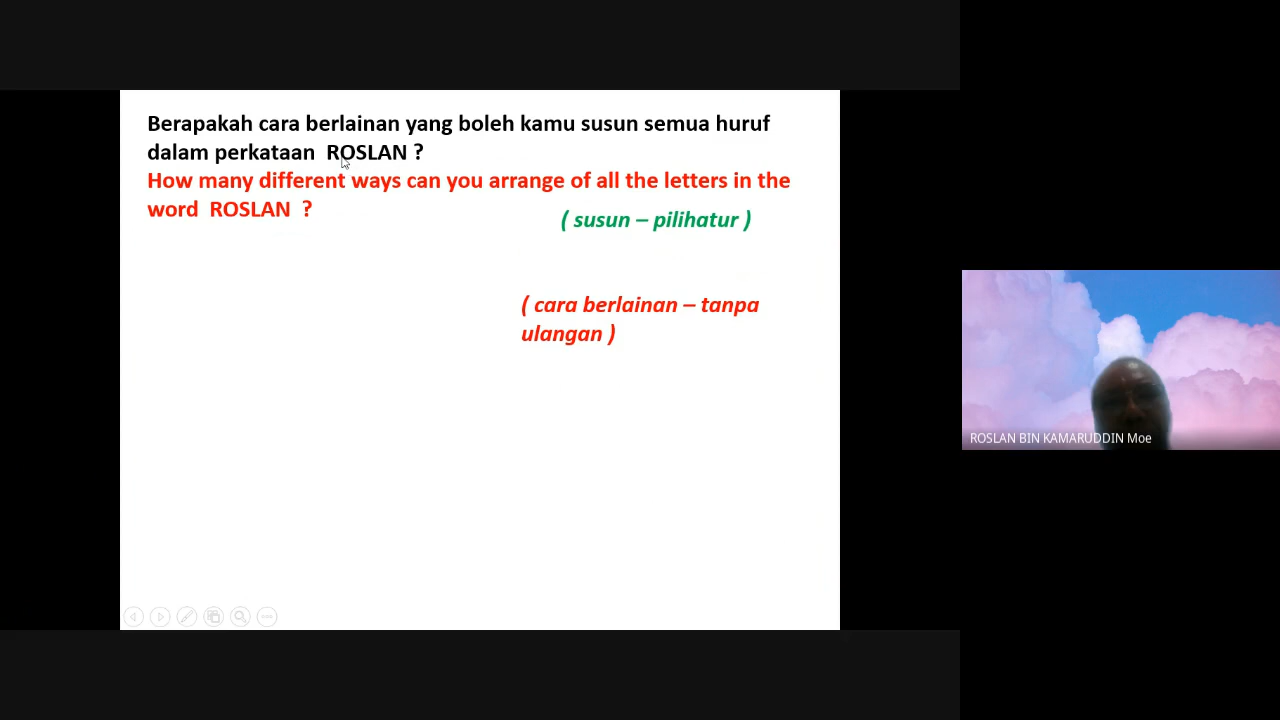 Berapakah cara berlainan yang boleh kamu susun semua huruf
dalam perkataan ROSLAN ?
How many different ways can you arrange of all the letters in the
word ROSLAN ?
( susun – pilihatur )
( cara berlainan – tanpa
ulangan )
ROSLAN BIN KAMARUDDIN Moe